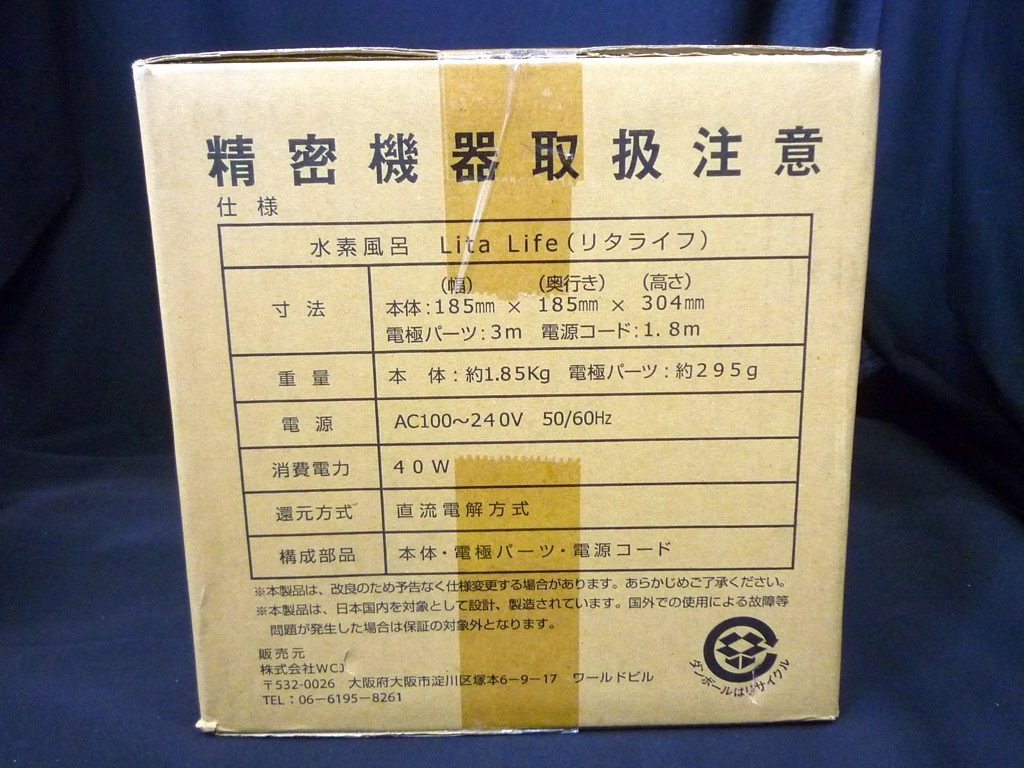 精密機器取扱注意
仕様
水素風呂 Lita Life(リタライフ)
寸法 (幅) (奥行き) (高さ)
本体:185㎜ × 185㎜ × 304㎜
電極パーツ:3m 電源コード:1.8m
重量 本 体:約1.85Kg 電極パーツ:約295g
電源 AC100～240V 50/60Hz
消費電力 40W
還元方式 直流電解方式
構成部品 本体・電極パーツ・電源コード
※本製品は、改良のため予告なく仕様変更する場合があります。あらかじめご了承ください。
※本製品は、日本国内を対象として設計、製造されています。国外での使用による故障等
問題が発生した場合は保証の対象外となります。
販売元
株式会社WCJ
〒532-0026 大阪府大阪市淀川区塚本6-9-17 ワールドビル
TEL:06-6195-8261
ダンボールはリサイクル